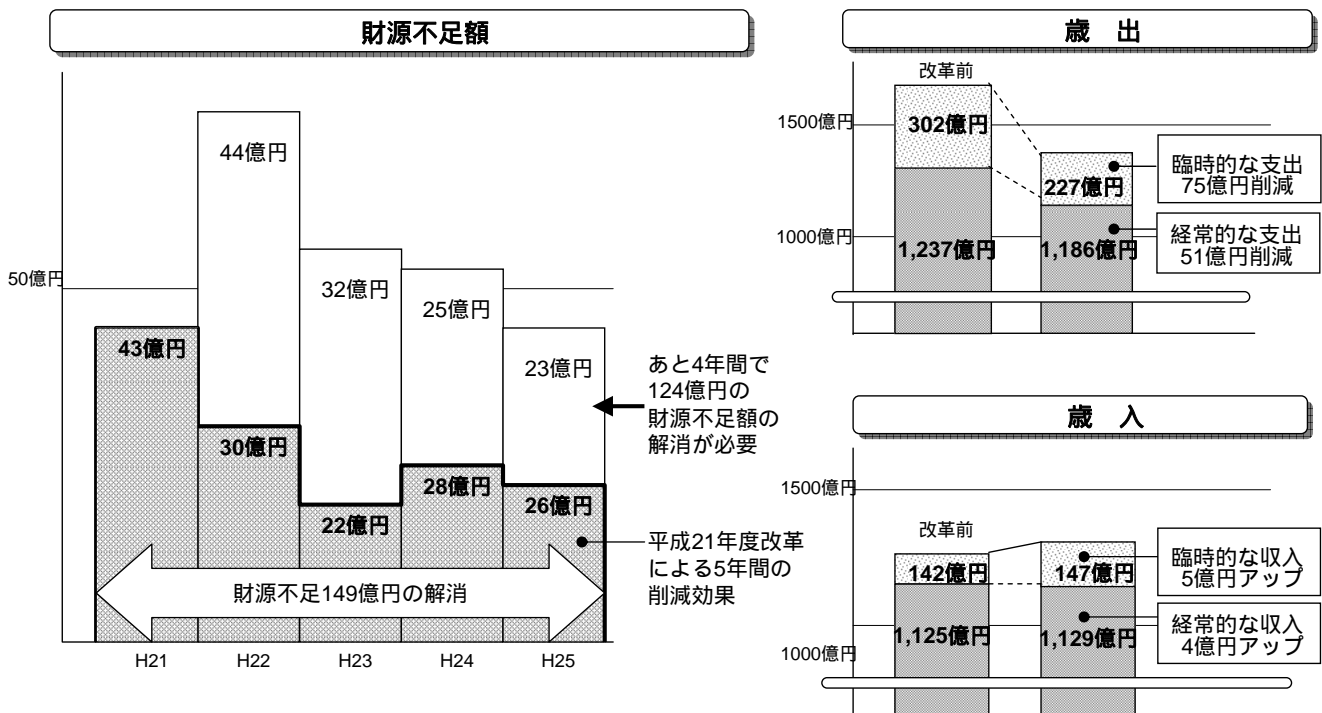 財源不足額
50億円
43億円
44億円
30億円
32億円
22億円
25億円
28億円
23億円
26億円
財源不足149億円の解消
H21
H22
H23
H24
H25
あと4年間で
124億円の
財源不足額の
解消が必要
平成21年度改革
による5年間の
削減効果
歳 出
改革前
1500億円
1000億円
302億円
1,237億円
227億円
1,186億円
臨時的な支出
75億円削減
経常的な支出
51億円削減
歳 入
1500億円
1000億円
改革前
142億円
1,125億円
147億円
1,129億円
臨時的な収入
5億円アップ
経常的な収入
4億円アップ